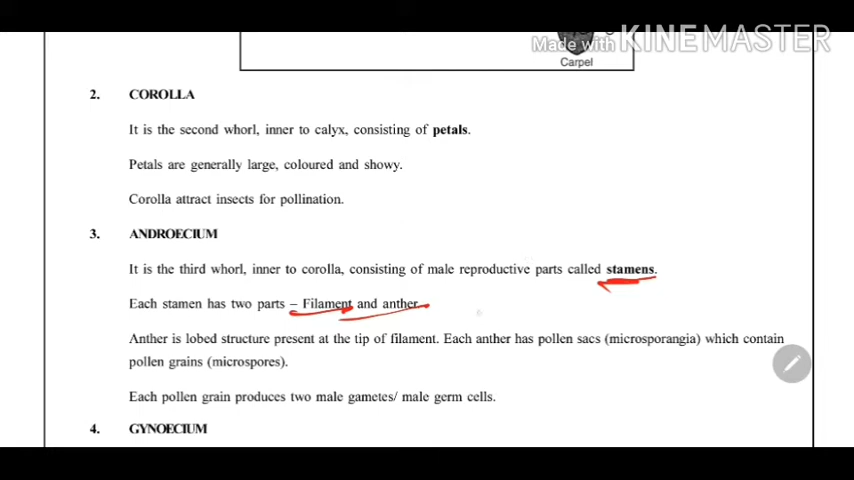 Made with KINEMASTER
Carpel
2. COROLLA
It is the second whorl, inner to calyx, consisting of petals.
Petals are generally large, coloured and showy.
Corolla attract insects for pollination.
3. ANDROECIUM
It is the third whorl, inner to corolla, consisting of male reproductive parts called stamens.
Each stamen has two parts – Filament and anther
Anther is lobed structure present at the tip of filament. Each anther has pollen sacs (microsporangia) which contain
pollen grains (microspores).
Each pollen grain produces two male gametes/ male germ cells.
4. GYNOECIUM